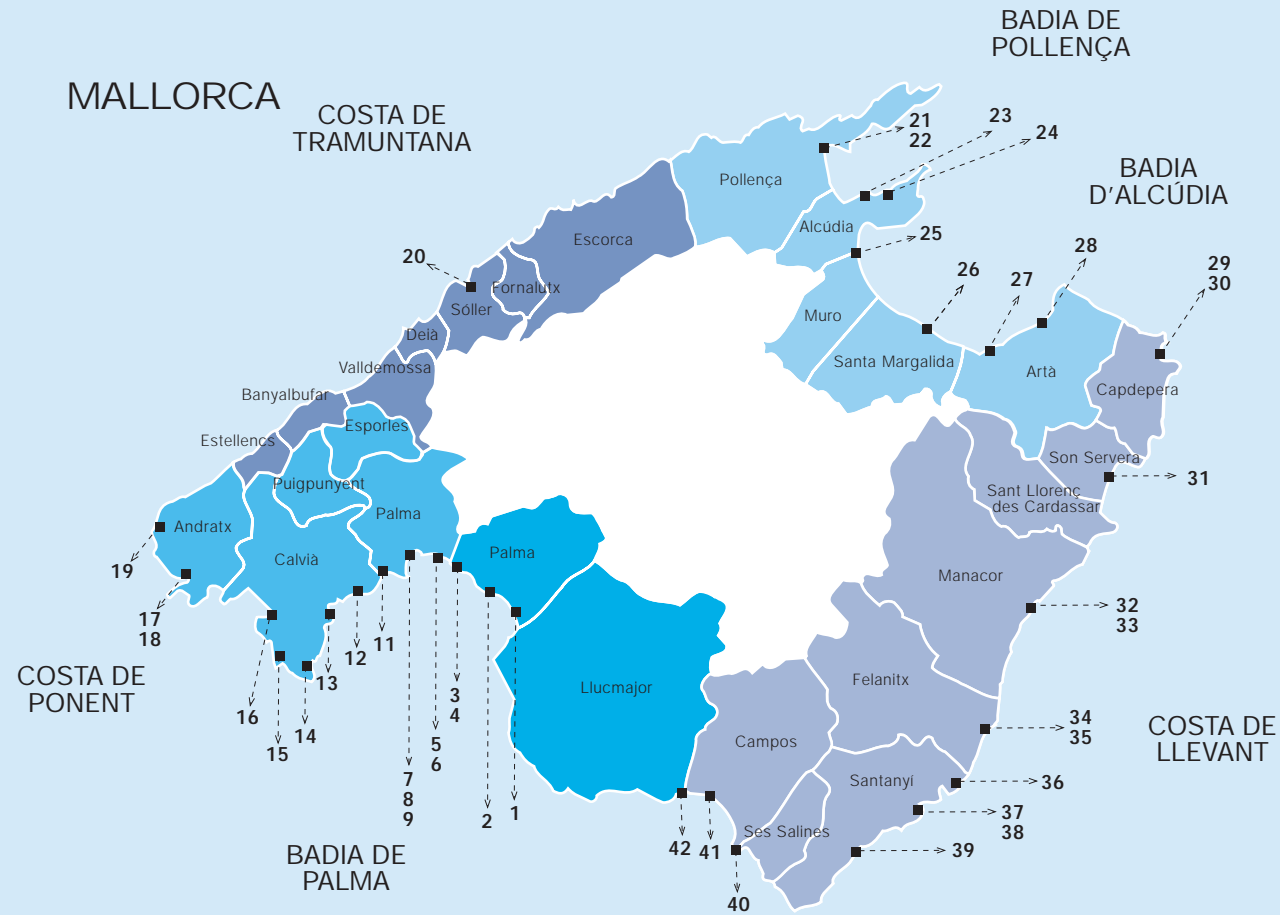 BADIA DE
POLLENÇA
MALLORCA
COSTA DE
TRAMUNTANA
21
22
23
24
BADIA
D'ALCÚDIA
Pollença
Alcúdia
Escorca
25
28
20
26
27
29
30
Fornalutx
Sóller
Muro
Deià
Valldemossa
Santa Margalida
Artà
Capdepera
Banyalbufar
Esporles
Estellencs
Son Servera
31
Puigpunyent
Sant Llorenç
des Cardassar
Andratx
Palma
Calvià
Palma
Manacor
19
17
18
32
33
11
12
13
COSTA DE
PONENT
Llucmajor
Felanitx
3
4
16
14
15
5
6
34
35
COSTA DE
LLEVANT
Campos
7
8
9
Santanyí
36
2
1
37
38
Ses Salines
42
41
39
BADIA DE
PALMA
40